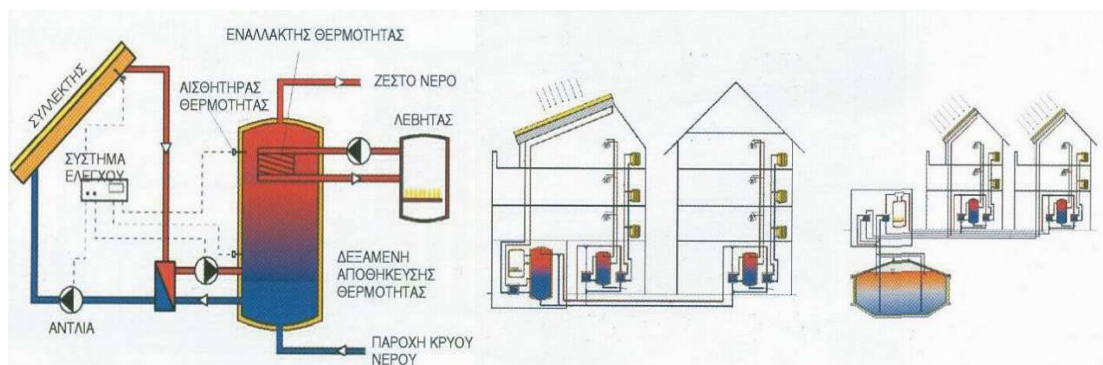 ΕΝΑΛΛΑΚΤΗΣ ΘΕΡΜΟΤΗΤΑΣ
ΣΥΛΛΕΚΤΗΣ
ΑΙΣΘΗΤΗΡΑΣ
ΘΕΡΜΟΤΗΤΑΣ
ΖΕΣΤΟ ΝΕΡΟ
ΛΕΒΗΤΑΣ
ΣΥΣΤΗΜΑ
ΕΛΕΓΧΟΥ
ΔΕΞΑΜΕΝΗ
ΑΠΟΘΗΚΕΥΣΗΣ
ΘΕΡΜΟΤΗΤΑΣ
ΑΝΤΛΙΑ
ΠΑΡΟΧΗ ΚΡΥΟΥ
ΝΕΡΟΥ